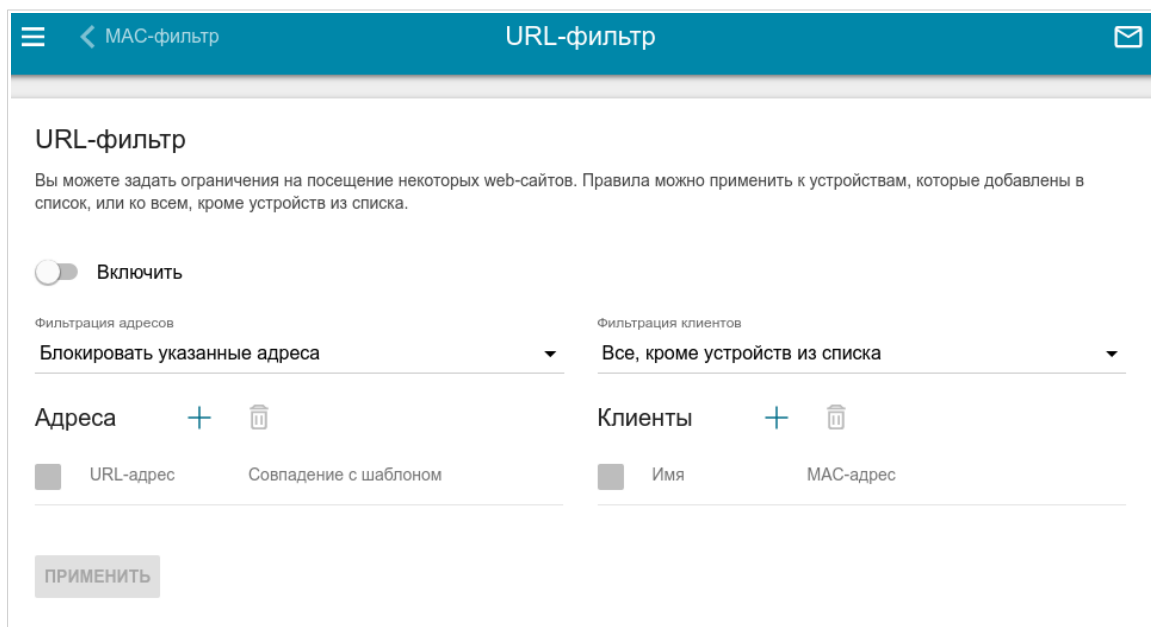 МАС-фильтр
URL-фильтр
URL-фильтр
Вы можете задать ограничения на посещение некоторых web-сайтов. Правила можно применить к устройствам, которые добавлены в
список, или ко всем, кроме устройств из списка.
Включить
Фильтрация адресов
Фильтрация клиентов
Блокировать указанные адреса
Все, кроме устройств из списка
Адреса
Клиенты
URL-адрес
Совпадение с шаблоном
Имя
MAC-адрес
ПРИМЕНИТЬ